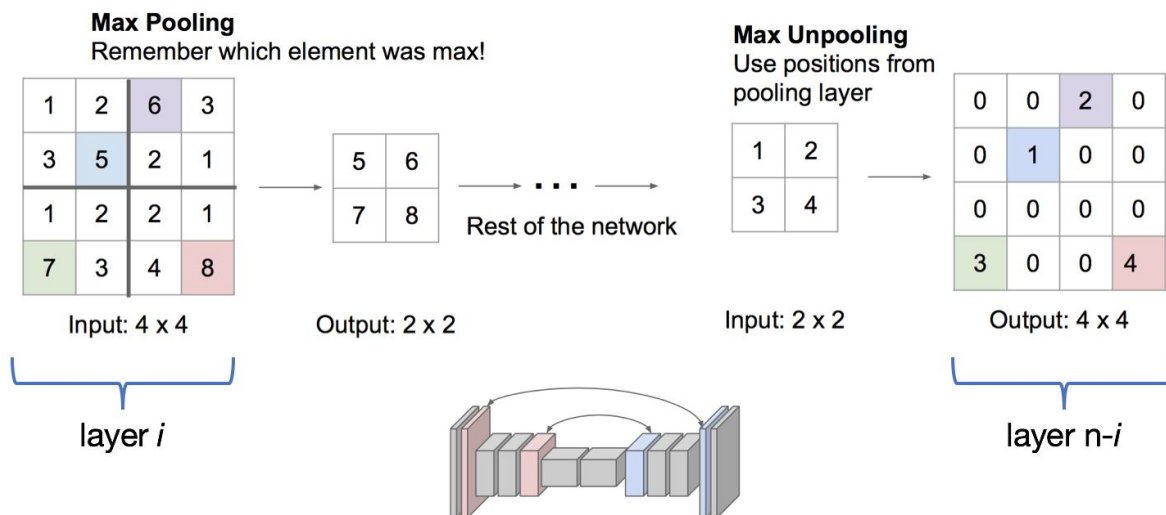 Max Pooling
Remember which element was max!
1 2 6 3
3 5 2 1
1 2 2 1
7 3 4 8
Input: 4 x 4
5 6
7 8
Output: 2 x 2
...
Rest of the network
Max Unpooling
Use positions from
pooling layer
1 2
3 4
Input: 2 x 2
0 0 2 0
0 1 0 0
0 0 0 0
3 0 0 4
Output: 4 x 4
layer i
layer n-i